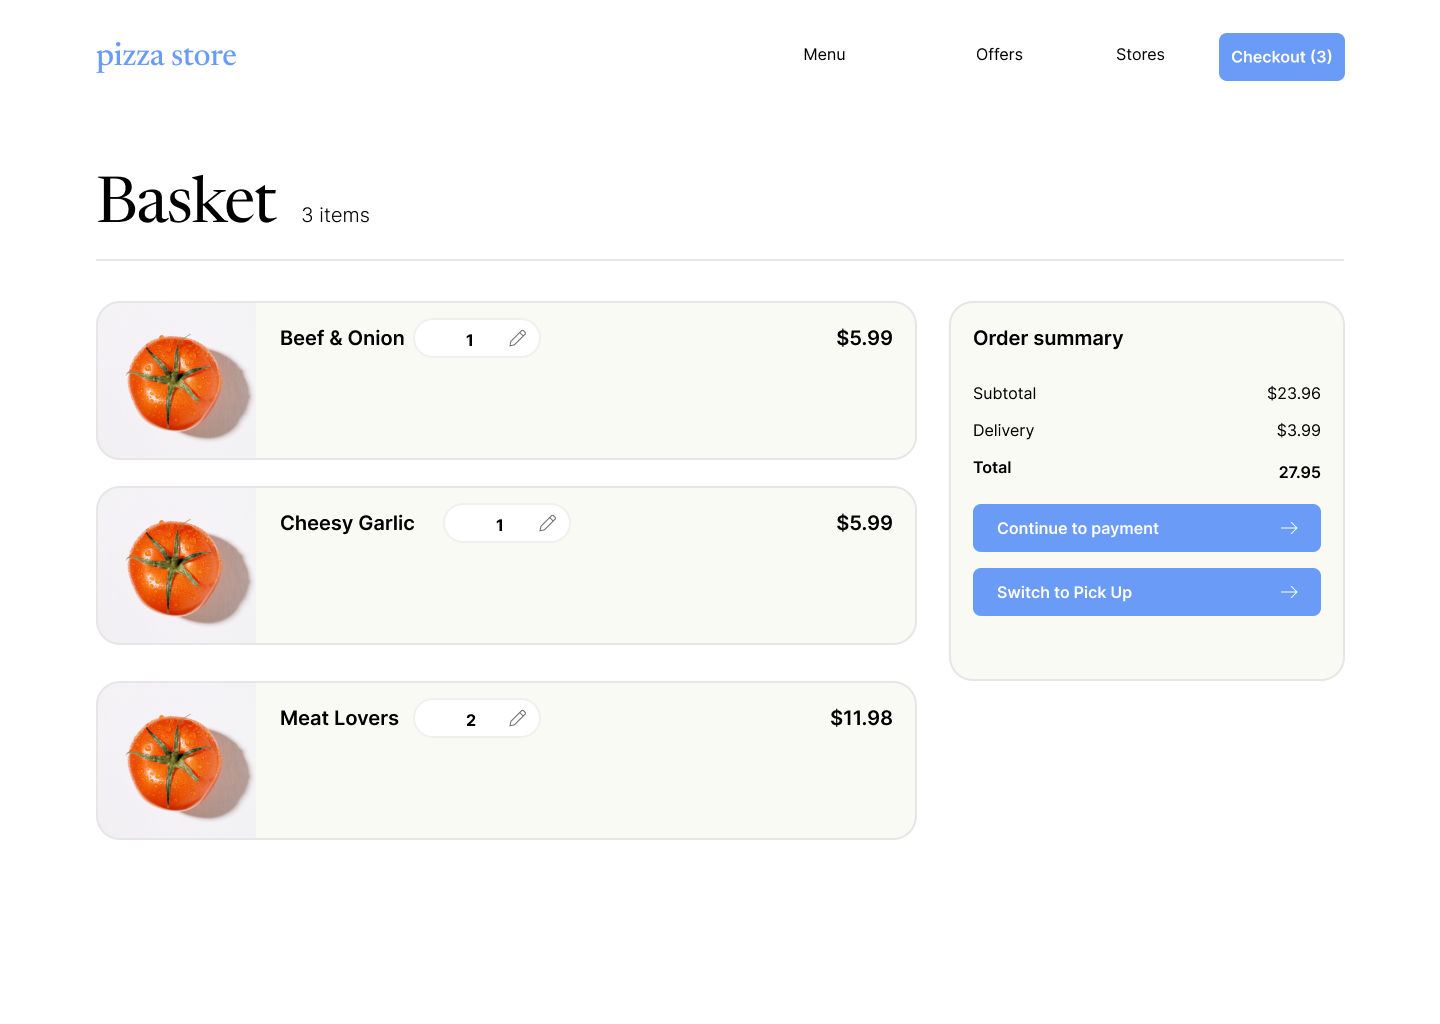 pizza store
Menu
Offers
Stores
Checkout (3)
Basket
3 items
Beef & Onion
1
$5.99
Cheesy Garlic
1
$5.99
Meat Lovers
2
$11.98
Order summary
Subtotal
$23.96
Delivery
$3.99
Total
27.95
Continue to payment
Switch to Pick Up